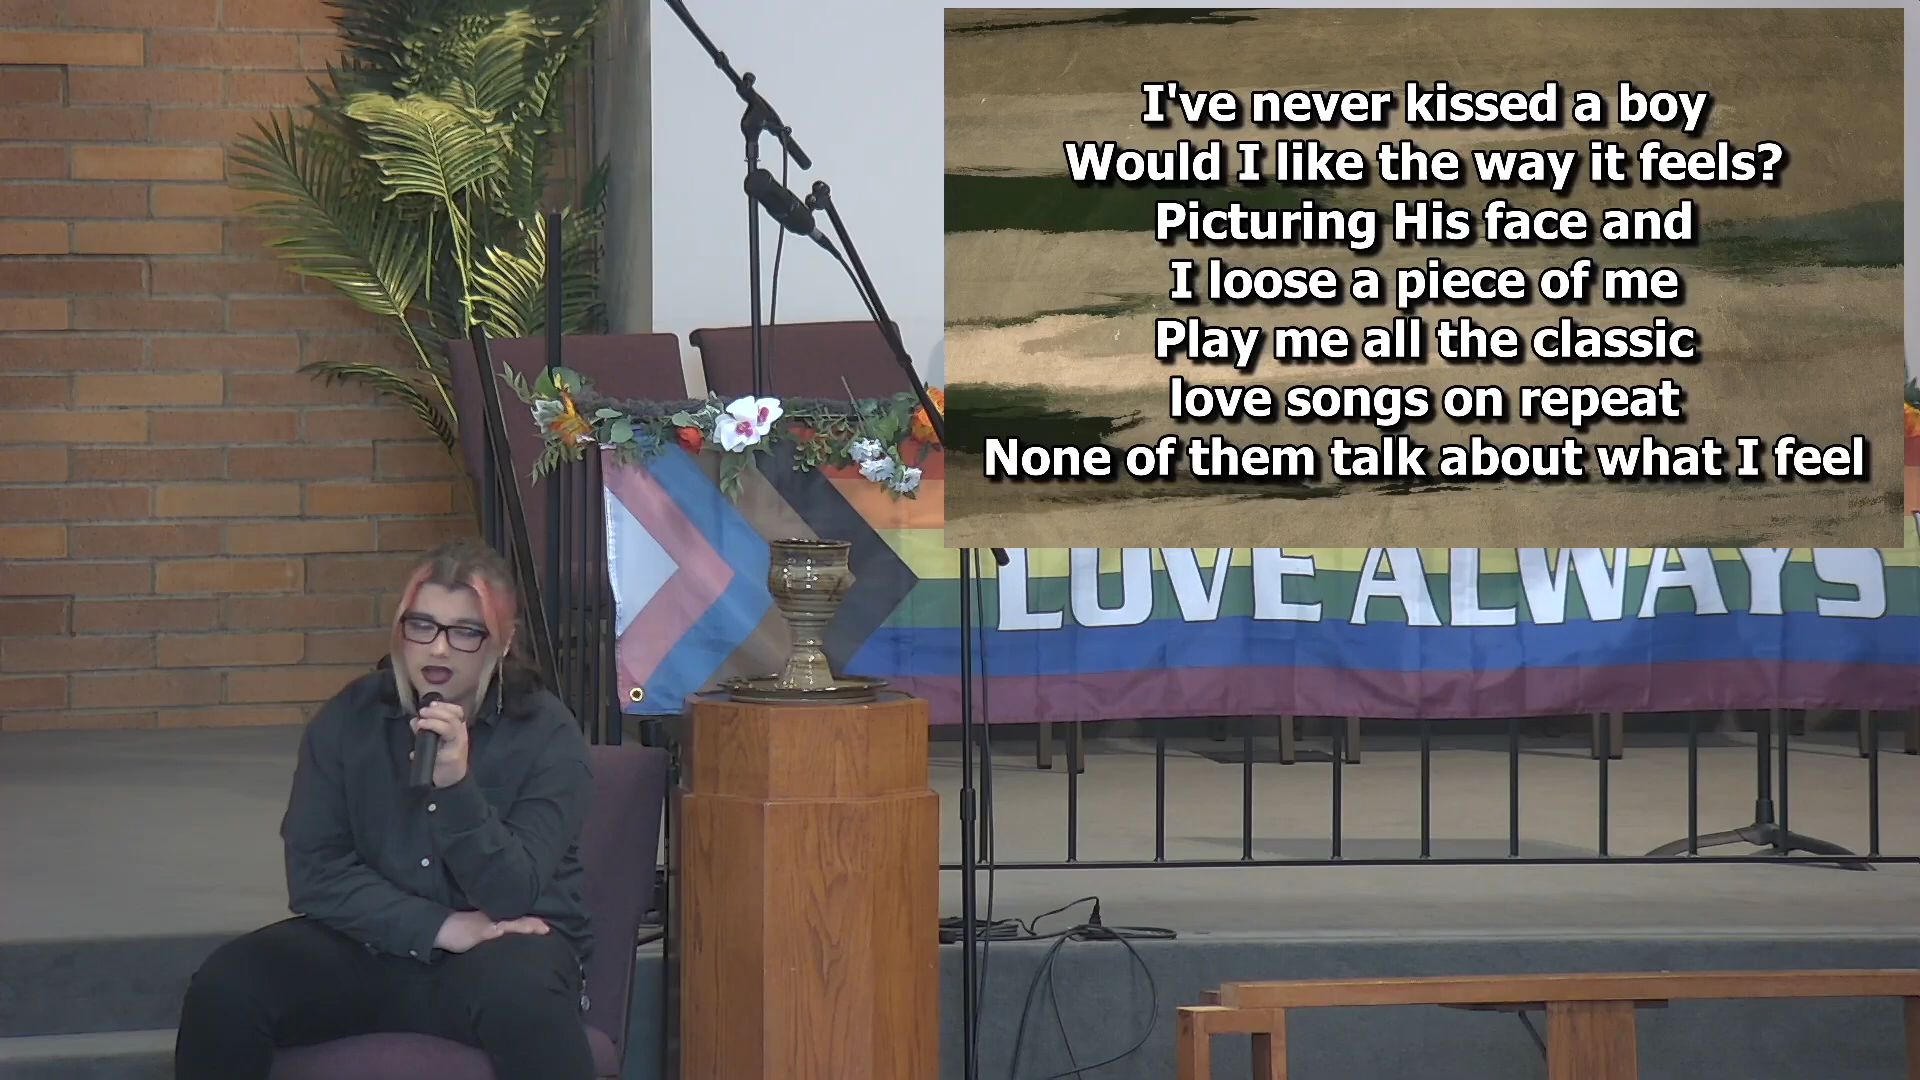 I've never kissed a boy
Would I like the way it feels?
Picturing His face and
I loose a piece of me
Play me all the classic
love songs on repeat
None of them talk about what I feel
LOVE ALWAYS